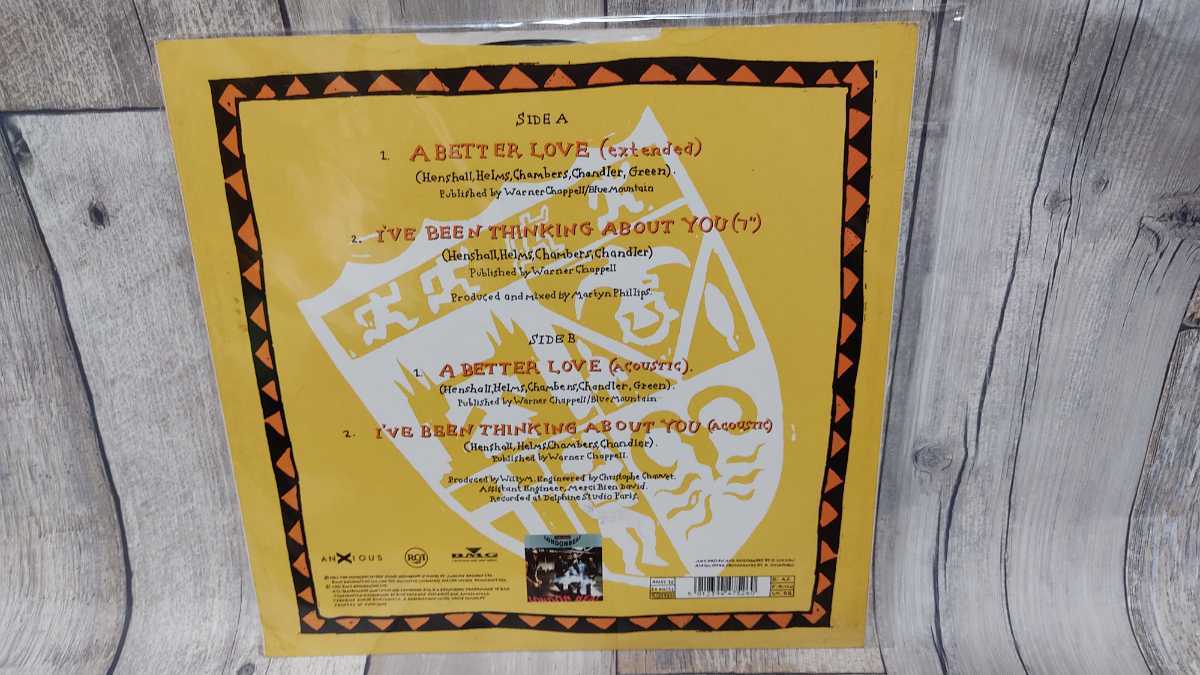 SIDE A
1. A BETTER LOVE (extended)
(Henshall, Helms, Chambers, Chandler, Green).
Published by Warner Chappell/Blue Mountain
2. I'VE BEEN THINKING ABOUT YOU (7")
(Henshall, Helms, Chambers, Chandler)
Published by Warner Chappell
Produced and mixed by Martyn Phillips.
SIDE B
1. A BETTER LOVE (ACOUSTIC).
(Henshall, Helms, Chambers, Chandler, Green).
Published by Warner Chappell/Blue Mountain
2. I'VE BEEN THINKING ABOUT YOU (ACOUSTIC)
(Henshall, Helms, Chambers, Chandler).
Published by Warner Chappell.
Produced by Willy M. Engineered by Christophe Chauvet.
Assistant Engineer, Merci Bien David.
Recorded at Delphine Studio Paris.
ANXIOUS
RCA
BMG
LONDONBEAT